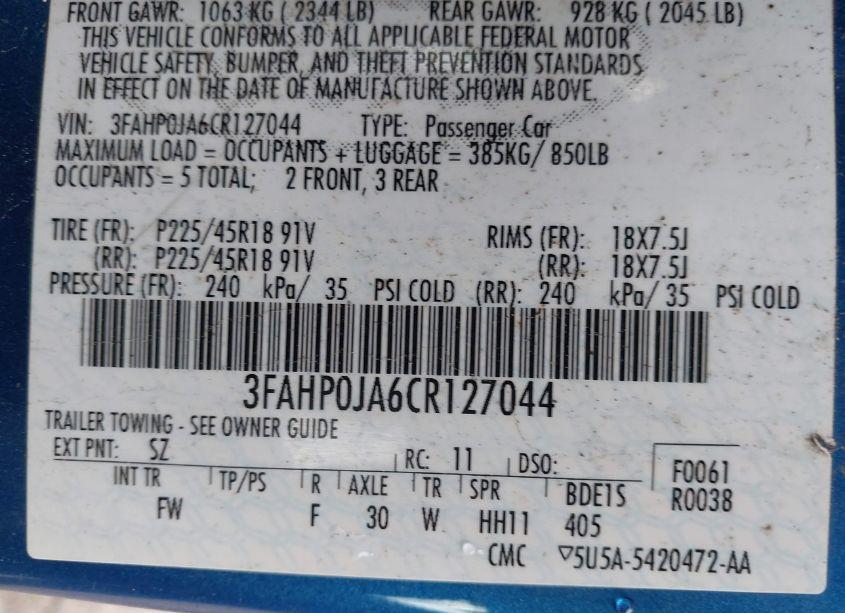 FRONT GAWR: 1063 KG ( 2344 LB) REAR GAWR: 928 KG ( 2045 LB)
THIS VEHICLE CONFORMS TO ALL APPLICABLE FEDERAL MOTOR
VEHICLE SAFETY, BUMPER, AND THEFT PREVENTION STANDARDS
IN EFFECT ON THE DATE OF MANUFACTURE SHOWN ABOVE.
VIN: 3FAHP0JA6CR127044 TYPE: Passenger Car
MAXIMUM LOAD = OCCUPANTS + LUGGAGE = 385KG/ 850LB
OCCUPANTS = 5 TOTAL; 2 FRONT, 3 REAR
TIRE (FR): P225/45R18 91V RIMS (FR): 18X7.5J
(RR): P225/45R18 91V (RR): 18X7.5J
PRESSURE (FR): 240 kPa/ 35 PSI COLD (RR): 240 kPa/ 35 PSI COLD
3FAHP0JA6CR127044
TRAILER TOWING - SEE OWNER GUIDE
EXT PNT: SZ RC: 11 DSO: F0061
INT TR TP/PS R AXLE TR SPR BDE1S R0038
FW F 30 W HH11 405
CMC ▽5U5A-5420472-AA